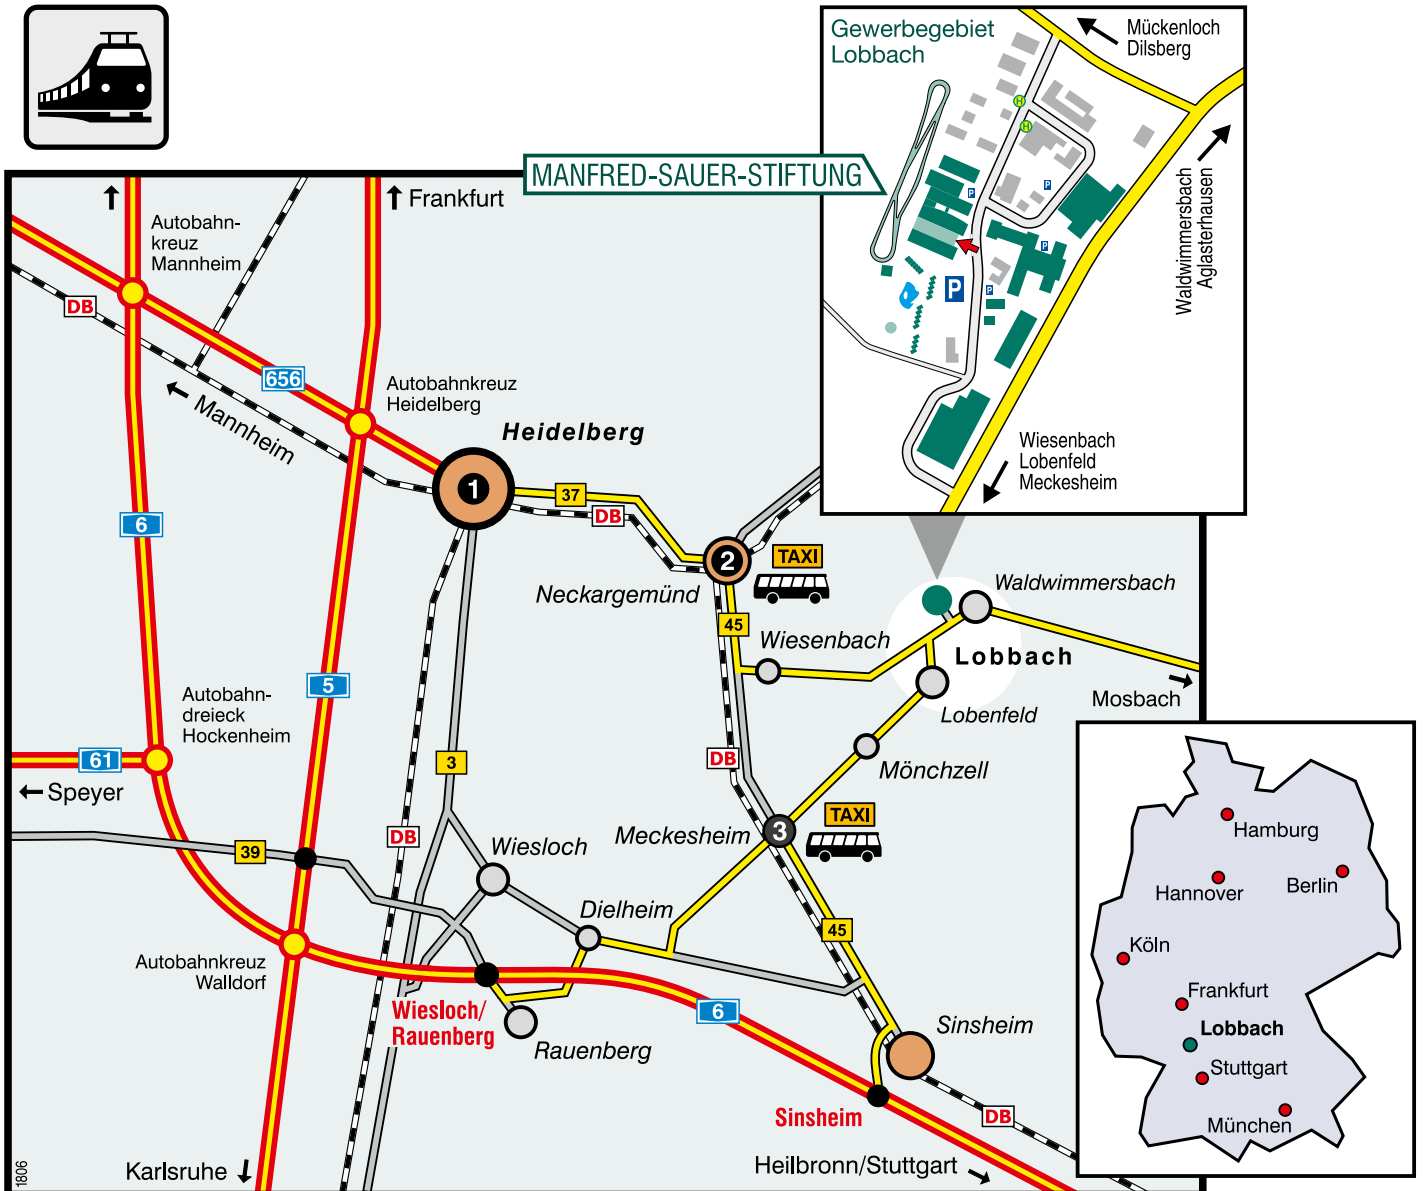 Gewerbegebiet
Lobbach
Mückenloch
Dilsberg
H
H
MANFRED-SAUER-STIFTUNG
P
P
P
P
P
Waldwimmersbach
Aglasterhausen
Wiesenbach
Lobenfeld
Meckesheim
Frankfurt
Autobahn-
kreuz
Mannheim
DB
656
Mannheim
Autobahnkreuz
Heidelberg
Heidelberg
1
37
DB
6
2
TAXI
Neckargemünd
45
Wiesenbach
Waldwimmersbach
Lobbach
Mosbach
Lobenfeld
5
Autobahn-
dreieck
Hockenheim
61
Speyer
3
DB
Mönchzell
DB
39
Wiesloch
Meckesheim
3
TAXI
Dielheim
45
Autobahnkreuz
Walldorf
Wiesloch/
Rauenberg
Rauenberg
6
Sinsheim
Sinsheim
DB
Karlsruhe
Heilbronn/Stuttgart
1806
Hamburg
Hannover
Berlin
Köln
Frankfurt
Lobbach
Stuttgart
München